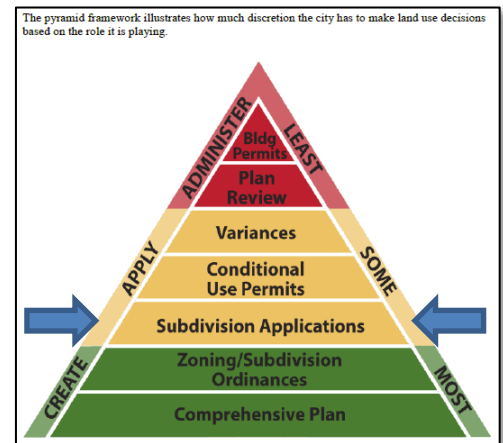 The pyramid framework illustrates how much discretion the city has to make land use decisions
based on the role it is playing.
ADMINISTER
LEAST
Bldg
Permits
Plan
Review
APPLY
SOME
Variances
Conditional
Use Permits
Subdivision Applications
CREATE
MOST
Zoning/Subdivision
Ordinances
Comprehensive Plan